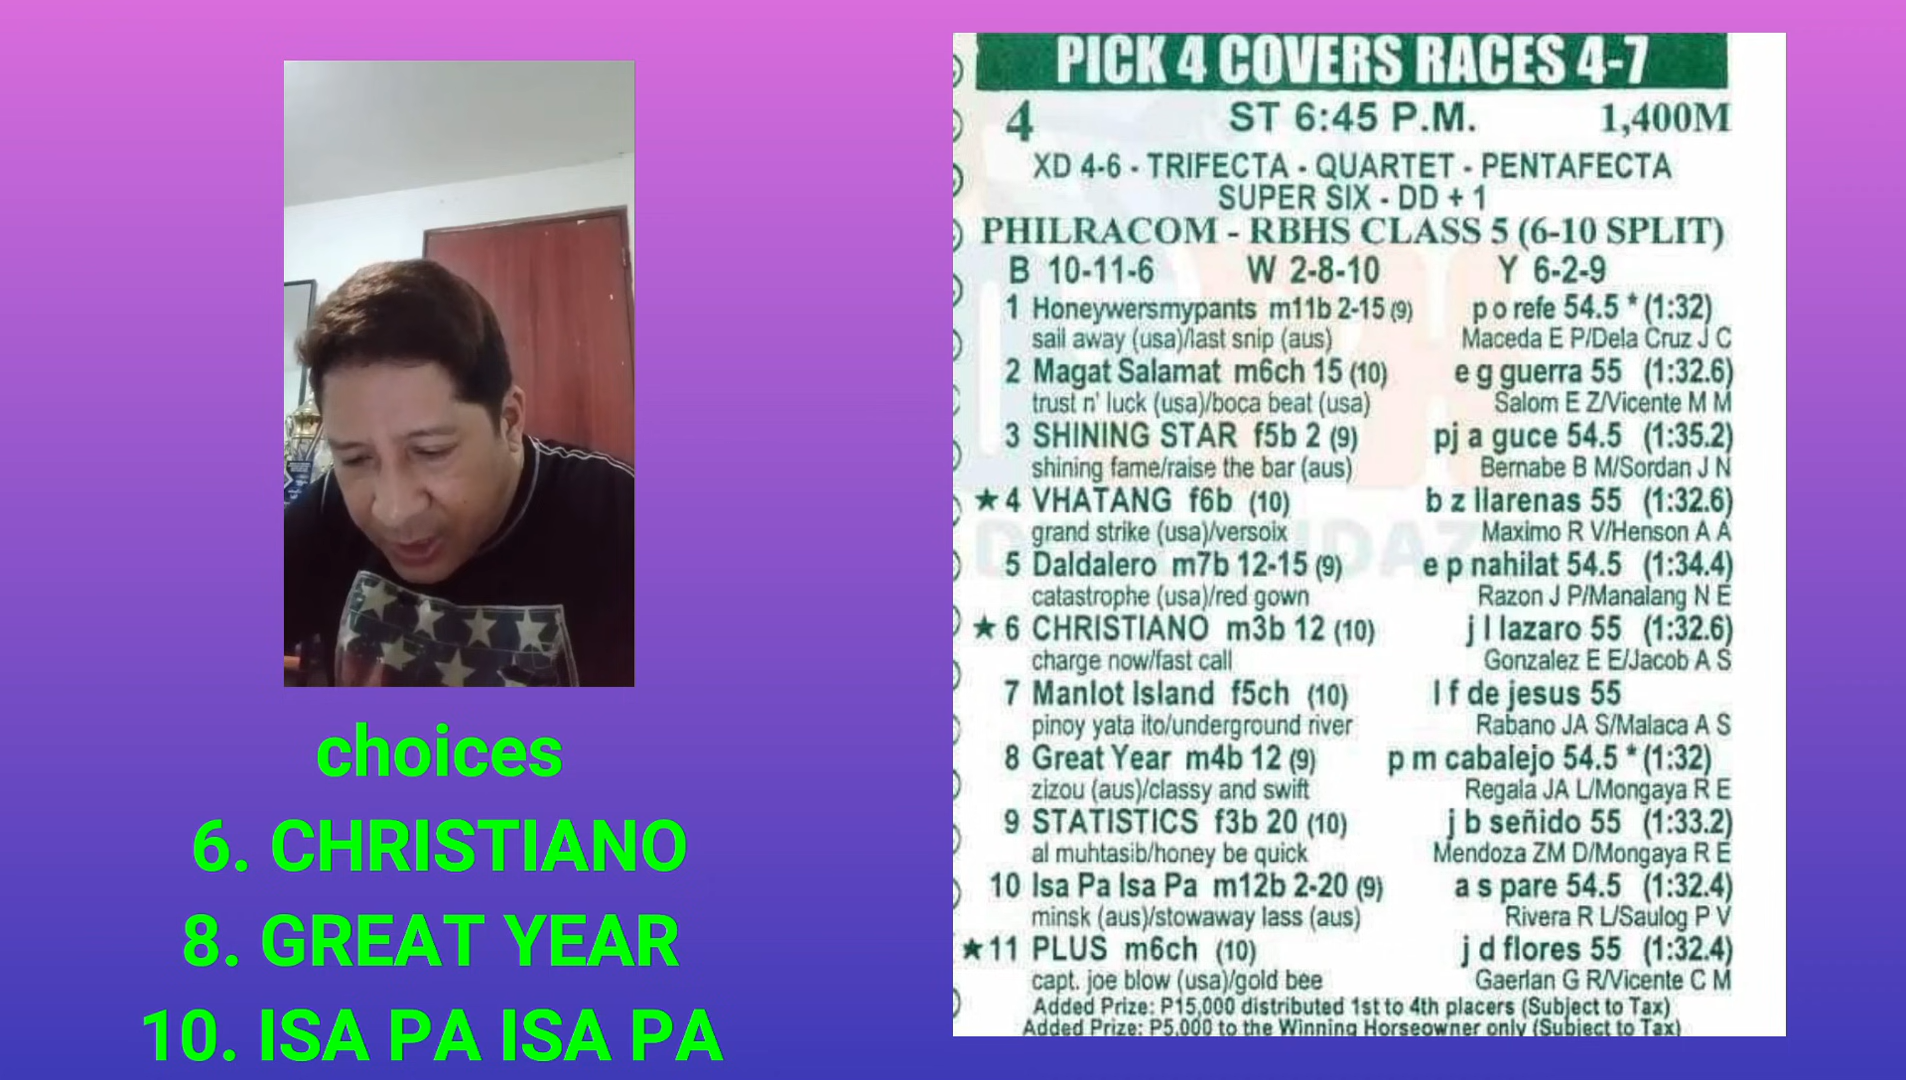 choices
6. CHRISTIANO
8. GREAT YEAR
10. ISA PA ISA PA
PICK 4 COVERS RACES 4-7
4 ST 6:45 P.M. 1,400M
XD 4-6 - TRIFECTA - QUARTET - PENTAFECTA
SUPER SIX - DD + 1
PHILRACOM - RBHS CLASS 5 (6-10 SPLIT)
B 10-11-6 W 2-8-10 Y 6-2-9
1 Honeywersmypants m11b 2-15 (9) p o refe 54.5 * (1:32)
sail away (usa)/last snip (aus) Maceda E P/Dela Cruz J C
2 Magat Salamat m6ch 15 (10) e g guerra 55 (1:32.6)
trust n' luck (usa)/boca beat (usa) Salom E Z/Vicente M M
3 SHINING STAR f5b 2 (9) pj a guce 54.5 (1:35.2)
shining fame/raise the bar (aus) Bernabe B M/Sordan J N
★ 4 VHATANG f6b (10) b z llarenas 55 (1:32.6)
grand strike (usa)/versoix Maximo R V/Henson A A
5 Daldalero m7b 12-15 (9) e p nahilat 54.5 (1:34.4)
catastrophe (usa)/red gown Razon J P/Manalang N E
★ 6 CHRISTIANO m3b 12 (10) j l lazaro 55 (1:32.6)
charge now/fast call Gonzalez E E/Jacob A S
7 Manlot Island f5ch (10) l f de jesus 55
pinoy yata ito/underground river Rabano JA S/Malaca A S
8 Great Year m4b 12 (9) p m cabalejo 54.5 * (1:32)
zizou (aus)/classy and swift Regala JA L/Mongaya R E
9 STATISTICS f3b 20 (10) j b señido 55 (1:33.2)
al muhtasib/honey be quick Mendoza ZM D/Mongaya R E
10 Isa Pa Isa Pa m12b 2-20 (9) a s pare 54.5 (1:32.4)
minsk (aus)/stowaway lass (aus) Rivera R L/Saulog P V
★ 11 PLUS m6ch (10) j d flores 55 (1:32.4)
capt. joe blow (usa)/gold bee Gaerlan G R/Vicente C M
Added Prize: P15,000 distributed 1st to 4th placers (Subject to Tax)
Added Prize: P5,000 to the Winning Horseowner only (Subject to Tax)